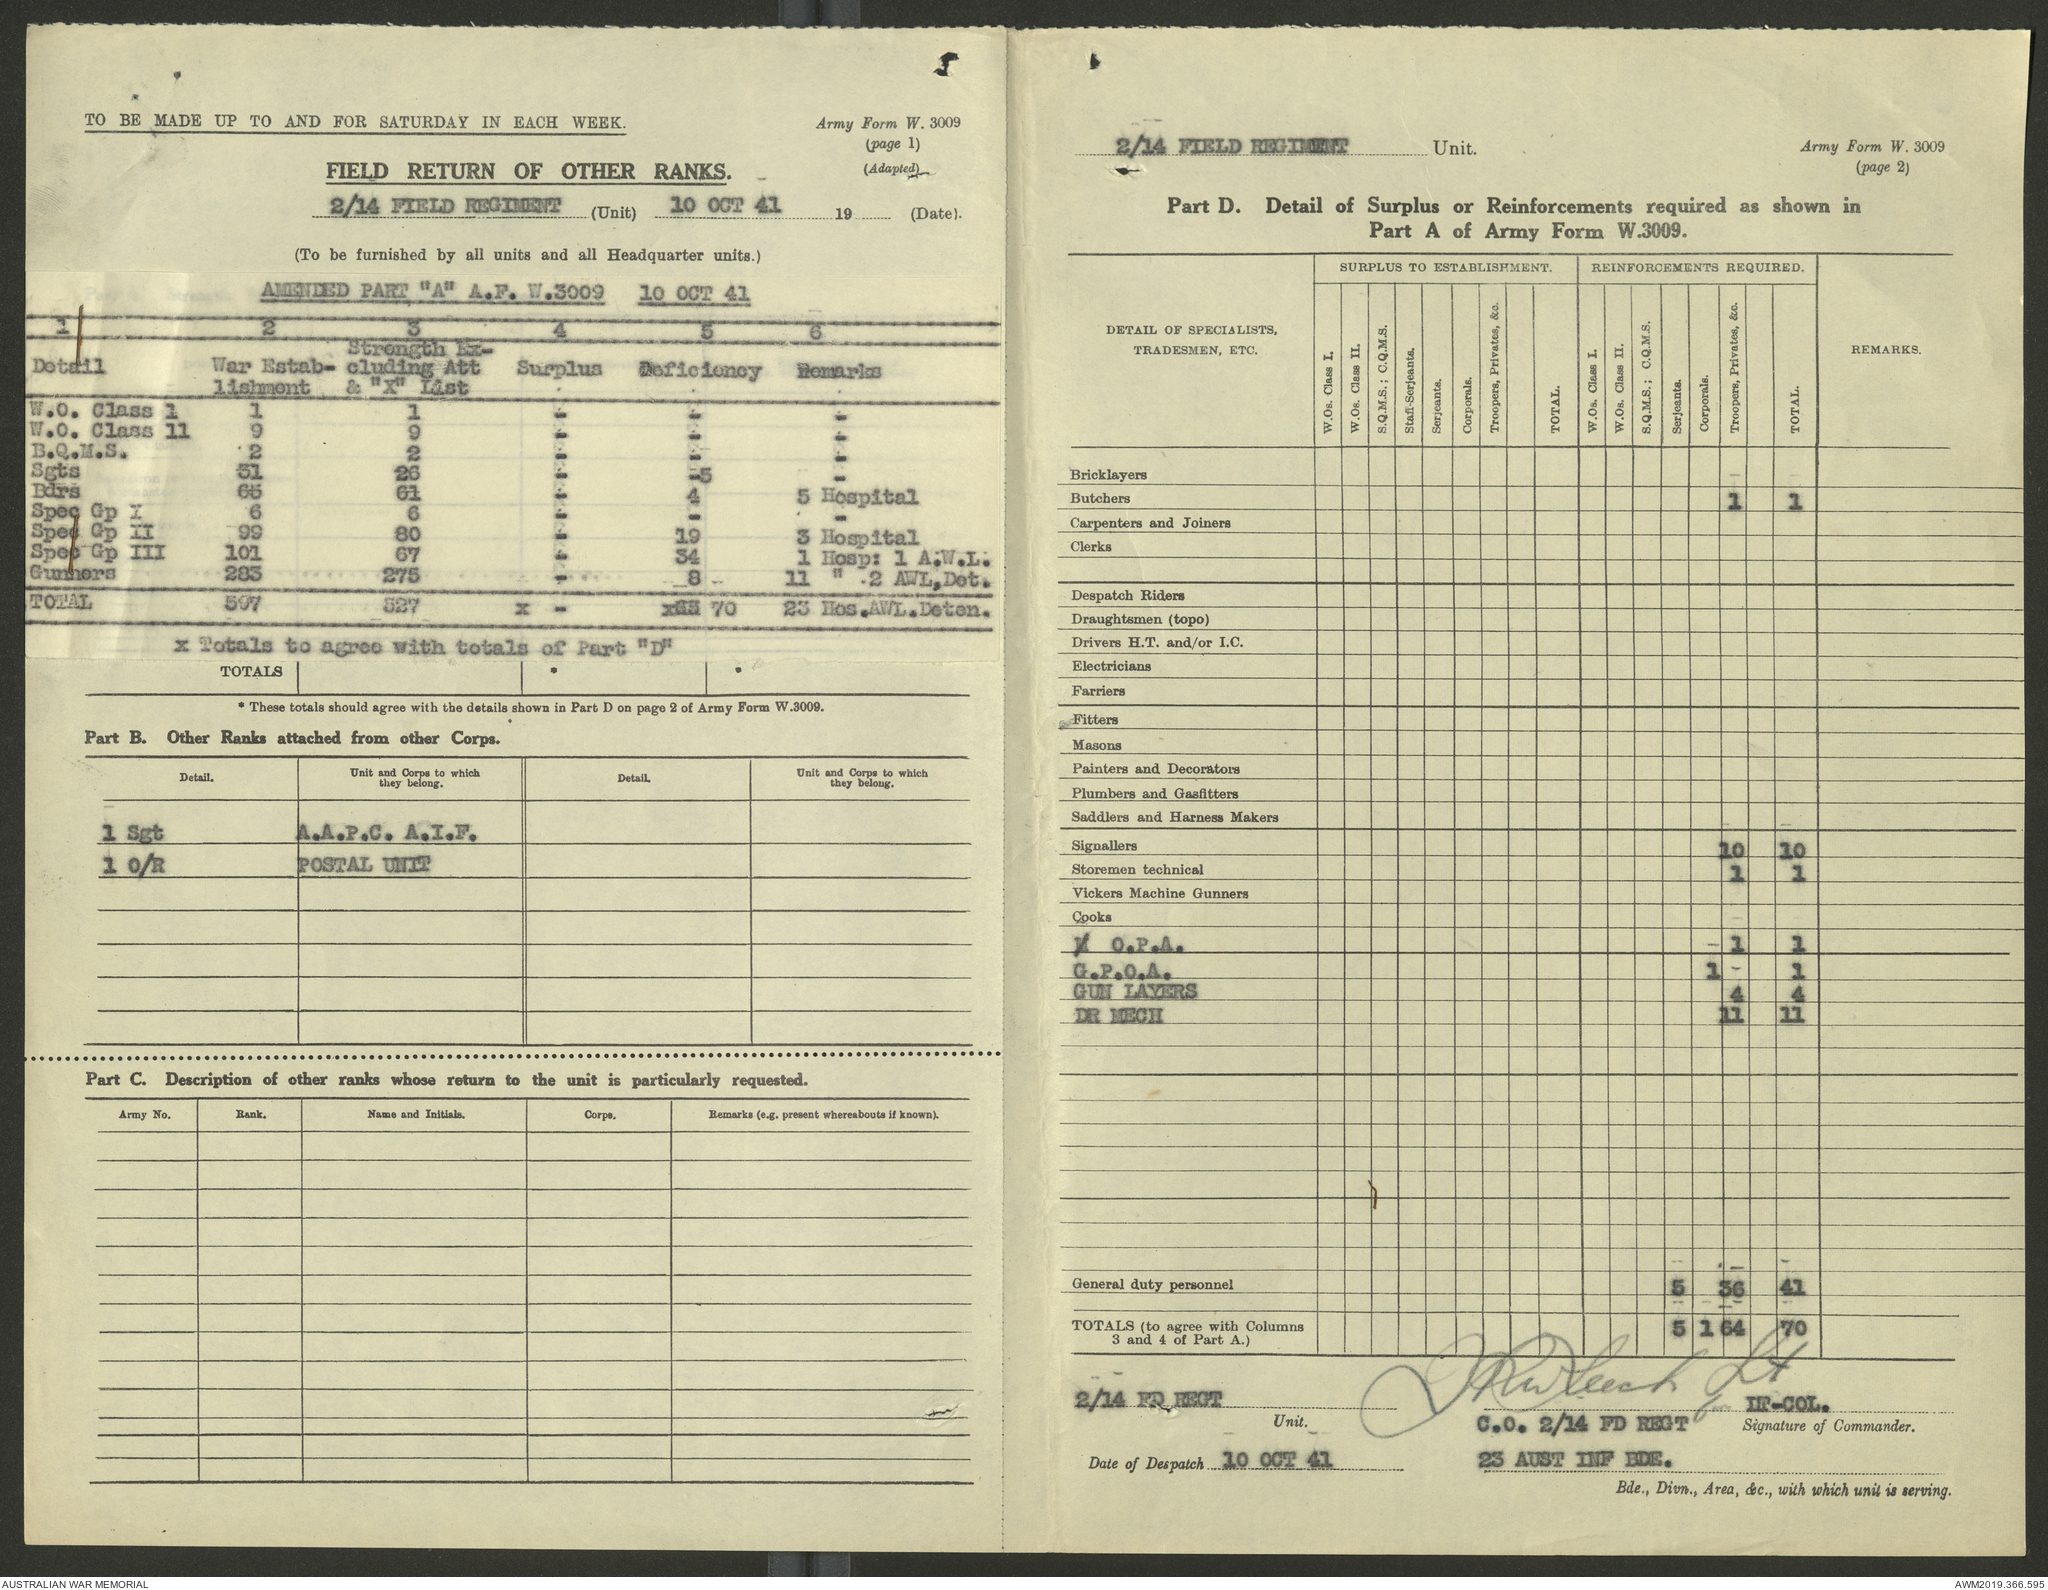 TO BE MADE UP TO AND FOR SATURDAY IN EACH WEEK.
Army Form W. 3009
(page 1)
(Adapted)
FIELD RETURN OF OTHER RANKS.
2/14 FIELD REGIMENT (Unit) 10 OCT 41 19 (Date).
(To be furnished by all units and all Headquarter units.)
AMENDED PART "A" A.F. W.3009 10 OCT 41
1 2 3 4 5 6
Detail War Estab-lishment Strength Ex-cluding Att & "X" List Surplus Deficiency Remarks
W.O. Class 1 1 1 - - -
W.O. Class 11 9 9 - - -
B.Q.M.S. 2 2 - - -
Sgts 31 26 - 5 -
Bdrs 65 61 - 4 5 Hospital
Spec Gp I 6 6 - - -
Spec Gp II 99 80 - 19 3 Hospital
Spec Gp III 101 67 - 34 1 Hosp: 1 A.W.L.
Gunners 283 275 - 8 11 " 2 AWL,Det.
TOTAL 597 527 x - x 70 23 Hos.AWL.Deten.
x Totals to agree with totals of Part "D"
TOTALS * *
* These totals should agree with the details shown in Part D on page 2 of Army Form W.3009.
Part B. Other Ranks attached from other Corps.
Detail. Unit and Corps to which they belong. Detail. Unit and Corps to which they belong.
1 Sgt A.A.P.C. A.I.F.
1 O/R POSTAL UNIT
Part C. Description of other ranks whose return to the unit is particularly requested.
Army No. Rank. Name and Initials. Corps. Remarks (e.g. present whereabouts if known).
2/14 FIELD REGIMENT Unit.
Army Form W. 3009
(page 2)
Part D. Detail of Surplus or Reinforcements required as shown in
Part A of Army Form W.3009.
SURPLUS TO ESTABLISHMENT. REINFORCEMENTS REQUIRED.
DETAIL OF SPECIALISTS, TRADESMEN, ETC.
W.Os. Class I.
W.Os. Class II.
S.Q.M.S.; C.Q.M.S.
Staff-Serjeants.
Serjeants.
Corporals.
Troopers, Privates, &c.
TOTAL.
W.Os. Class I.
W.Os. Class II.
S.Q.M.S.; C.Q.M.S.
Serjeants.
Corporals.
Troopers, Privates, &c.
TOTAL.
REMARKS.
Bricklayers
Butchers 1 1
Carpenters and Joiners
Clerks
Despatch Riders
Draughtsmen (topo)
Drivers H.T. and/or I.C.
Electricians
Farriers
Fitters
Masons
Painters and Decorators
Plumbers and Gasfitters
Saddlers and Harness Makers
Signallers 10 10
Storemen technical 1 1
Vickers Machine Gunners
Cooks
O.P.A. 1 1
G.P.O.A. 1 - 1
GUN LAYERS 4 4
DR MECH 11 11
General duty personnel 5 36 41
TOTALS (to agree with Columns 3 and 4 of Part A.) 5 1 64 70
Lt
2/14 FD REGT for LT-COL.
Unit. C.O. 2/14 FD REGT Signature of Commander.
Date of Despatch 10 OCT 41 23 AUST INF BDE.
Bde., Divn., Area, &c., with which unit is serving.
AUSTRALIAN WAR MEMORIAL
AWM2019.366.595